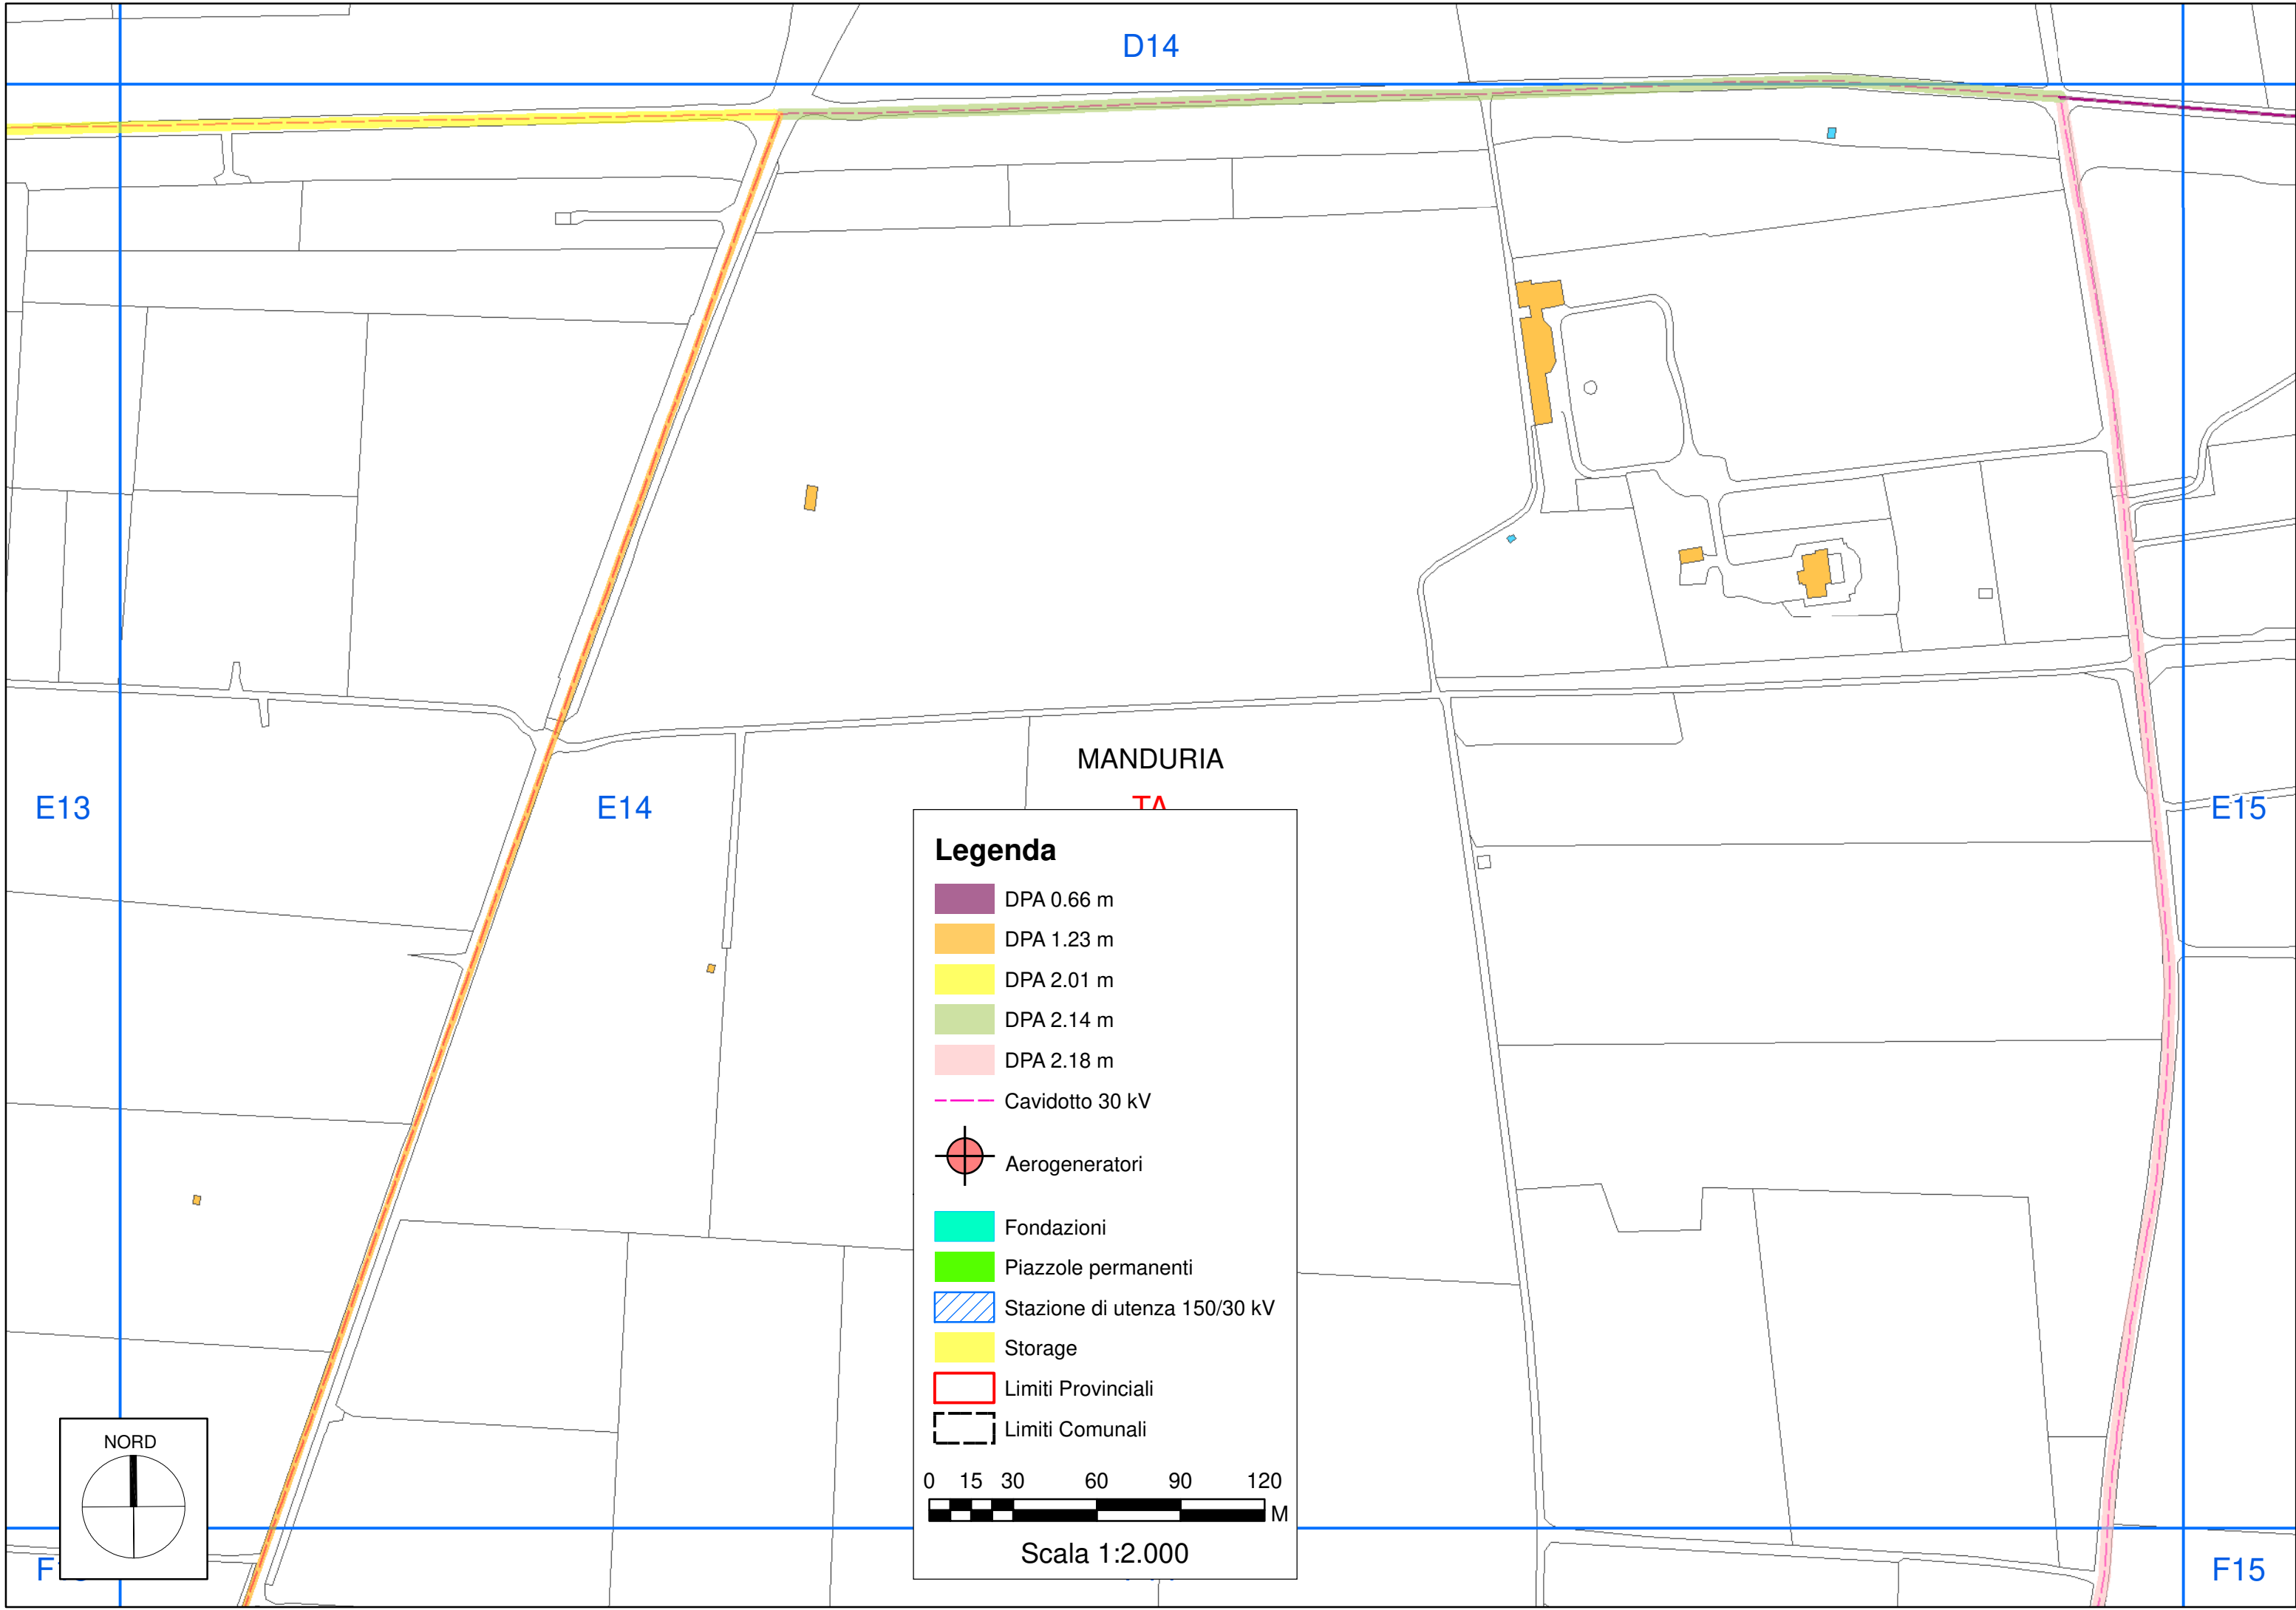 D14
MANDURIA
TA
E13
E14
E15
Legenda
DPA 0.66 m
DPA 1.23 m
DPA 2.01 m
DPA 2.14 m
DPA 2.18 m
Cavidotto 30 kV
Aerogeneratori
Fondazioni
Piazzole permanenti
Stazione di utenza 150/30 kV
Storage
Limiti Provinciali
Limiti Comunali
0 15 30 60 90 120
M
Scala 1:2.000
NORD
F15